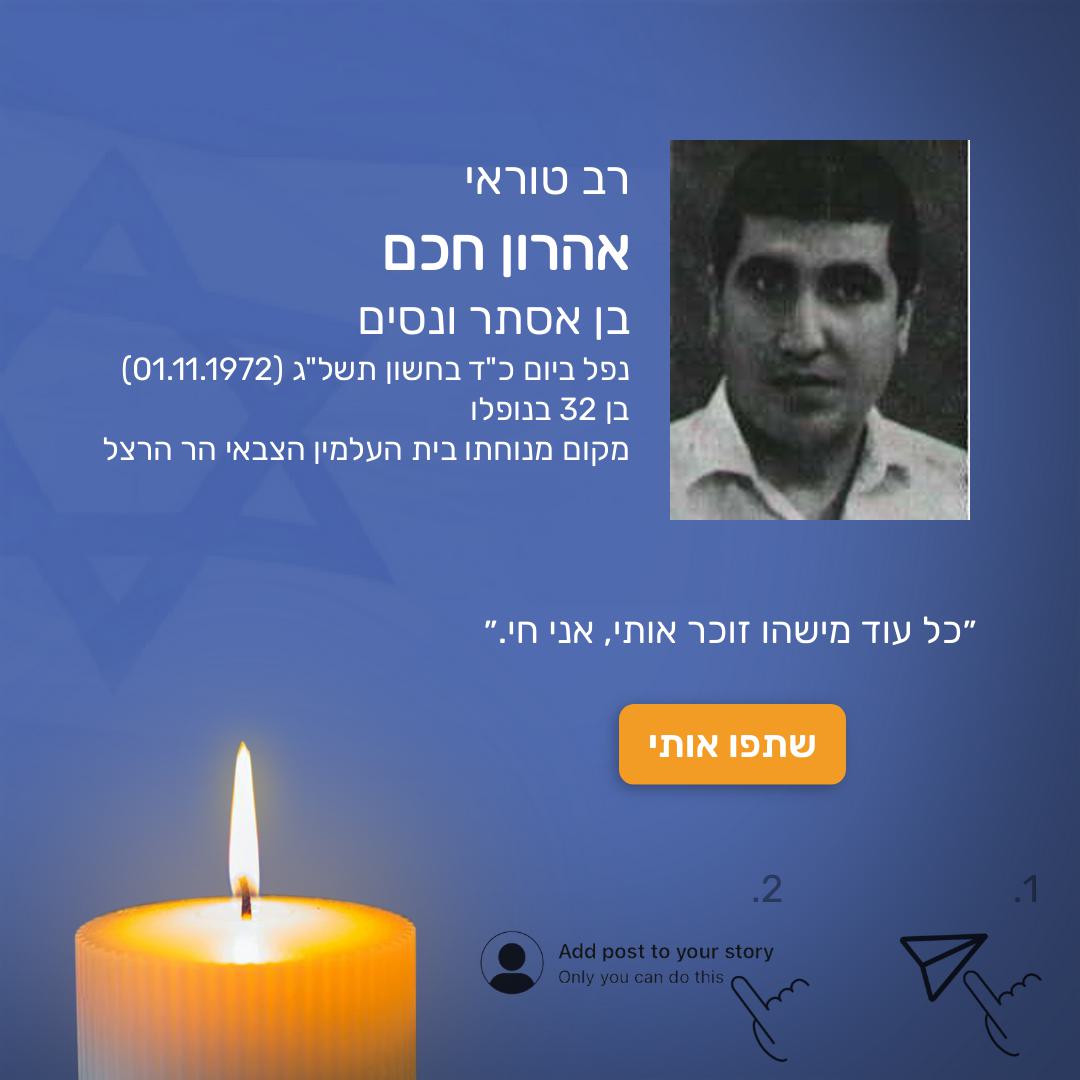 רב טוראי
אהרון חכם
בן אסתר ונסים
נפל ביום כ"ד בחשון תשל"ג (01.11.1972)
בן 32 בנופלו
מקום מנוחתו בית העלמין הצבאי הר הרצל
״כל עוד מישהו זוכר אותי, אני חי.״
שתפו אותי
1.
2.
Add post to your story
Only you can do this